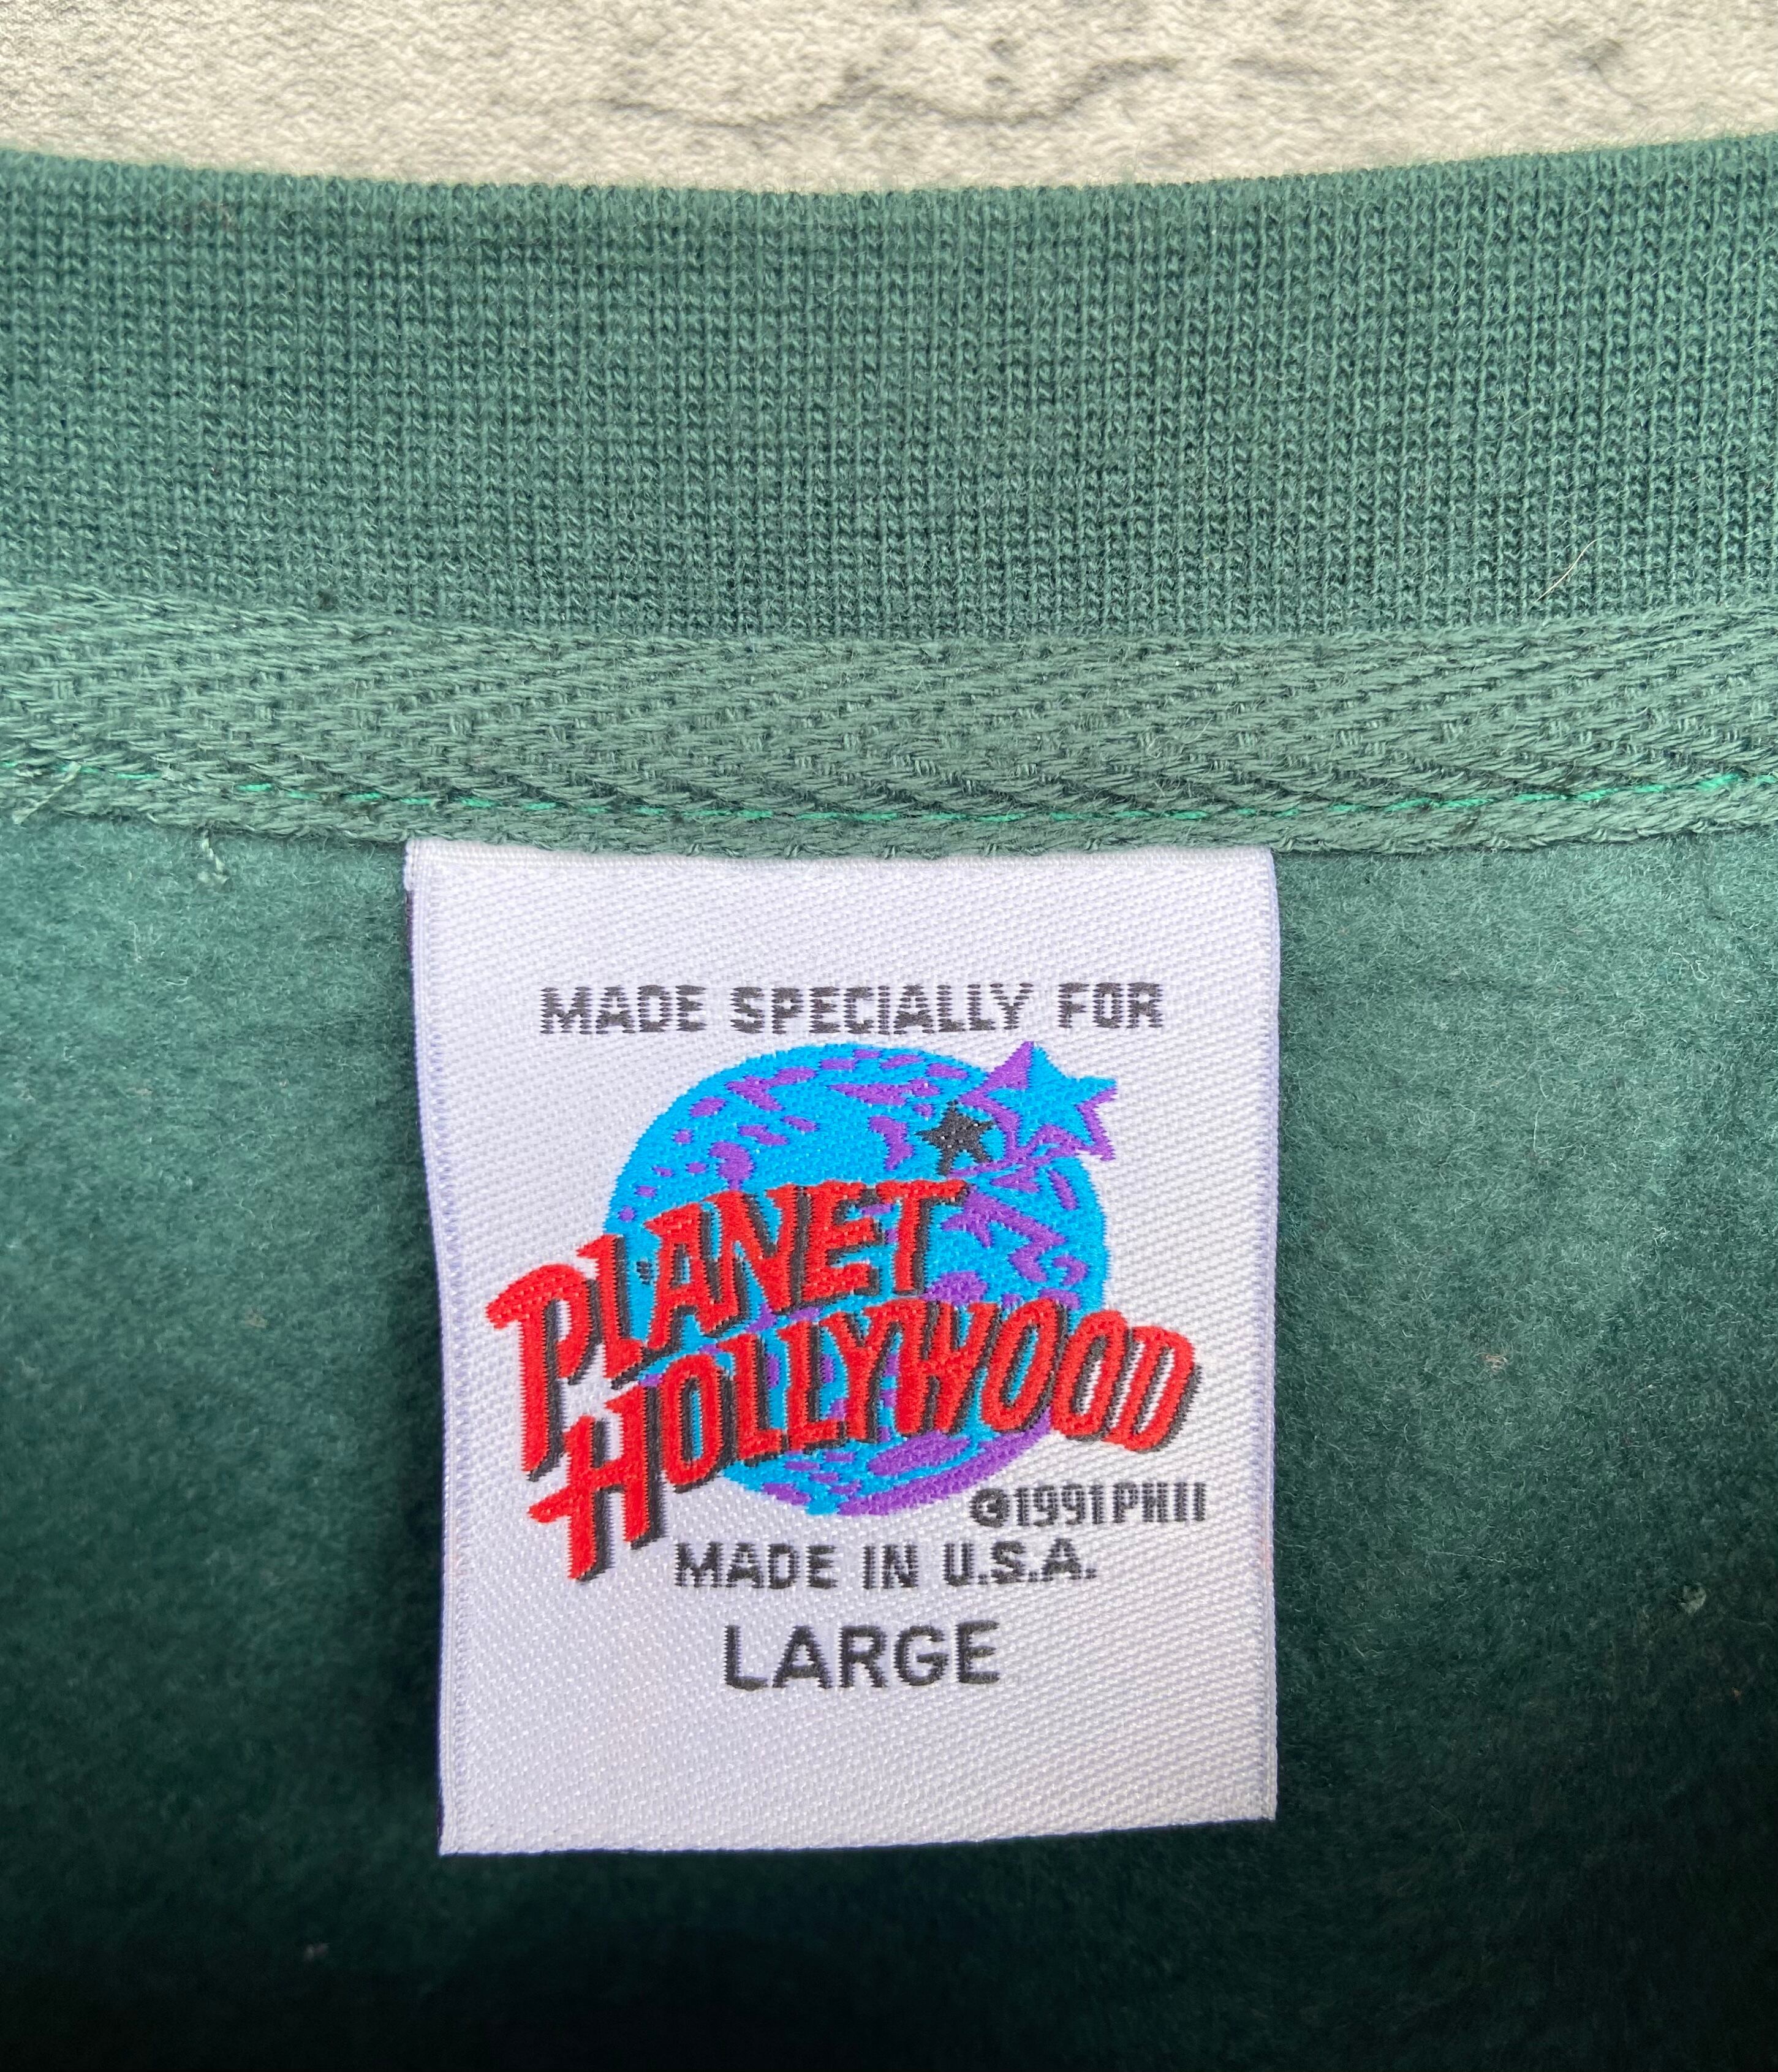 MADE SPECIALLY FOR
PLANET
HOLLYWOOD
©1991PHII
MADE IN U.S.A.
LARGE